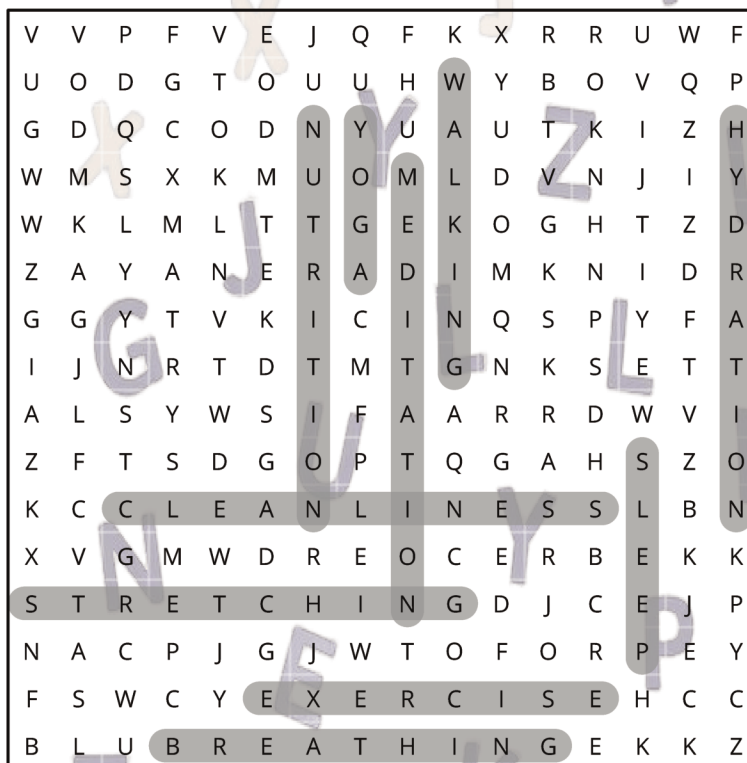 V V P F V E J Q F K X R R U W F
U O D G T O U U H W Y B O V Q P
G D Q C O D N Y U A U T K I Z H
W M S X K M U O M L D V N J I Y
W K L M L T T G E K O G H T Z D
Z A Y A N E R A D I M K N I D R
G G Y T V K I C I N Q S P Y F A
I J N R T D T M T G N K S E T T
A L S Y W S I F A A R R D W V I
Z F T S D G O P T Q G A H S Z O
K C C L E A N L I N E S S L B N
X V G M W D R E O C E R B E K K
S T R E T C H I N G D J C E J P
N A C P J G J W T O F O R P E Y
F S W C Y E X E R C I S E H C C
B L U B R E A T H I N G E K K Z